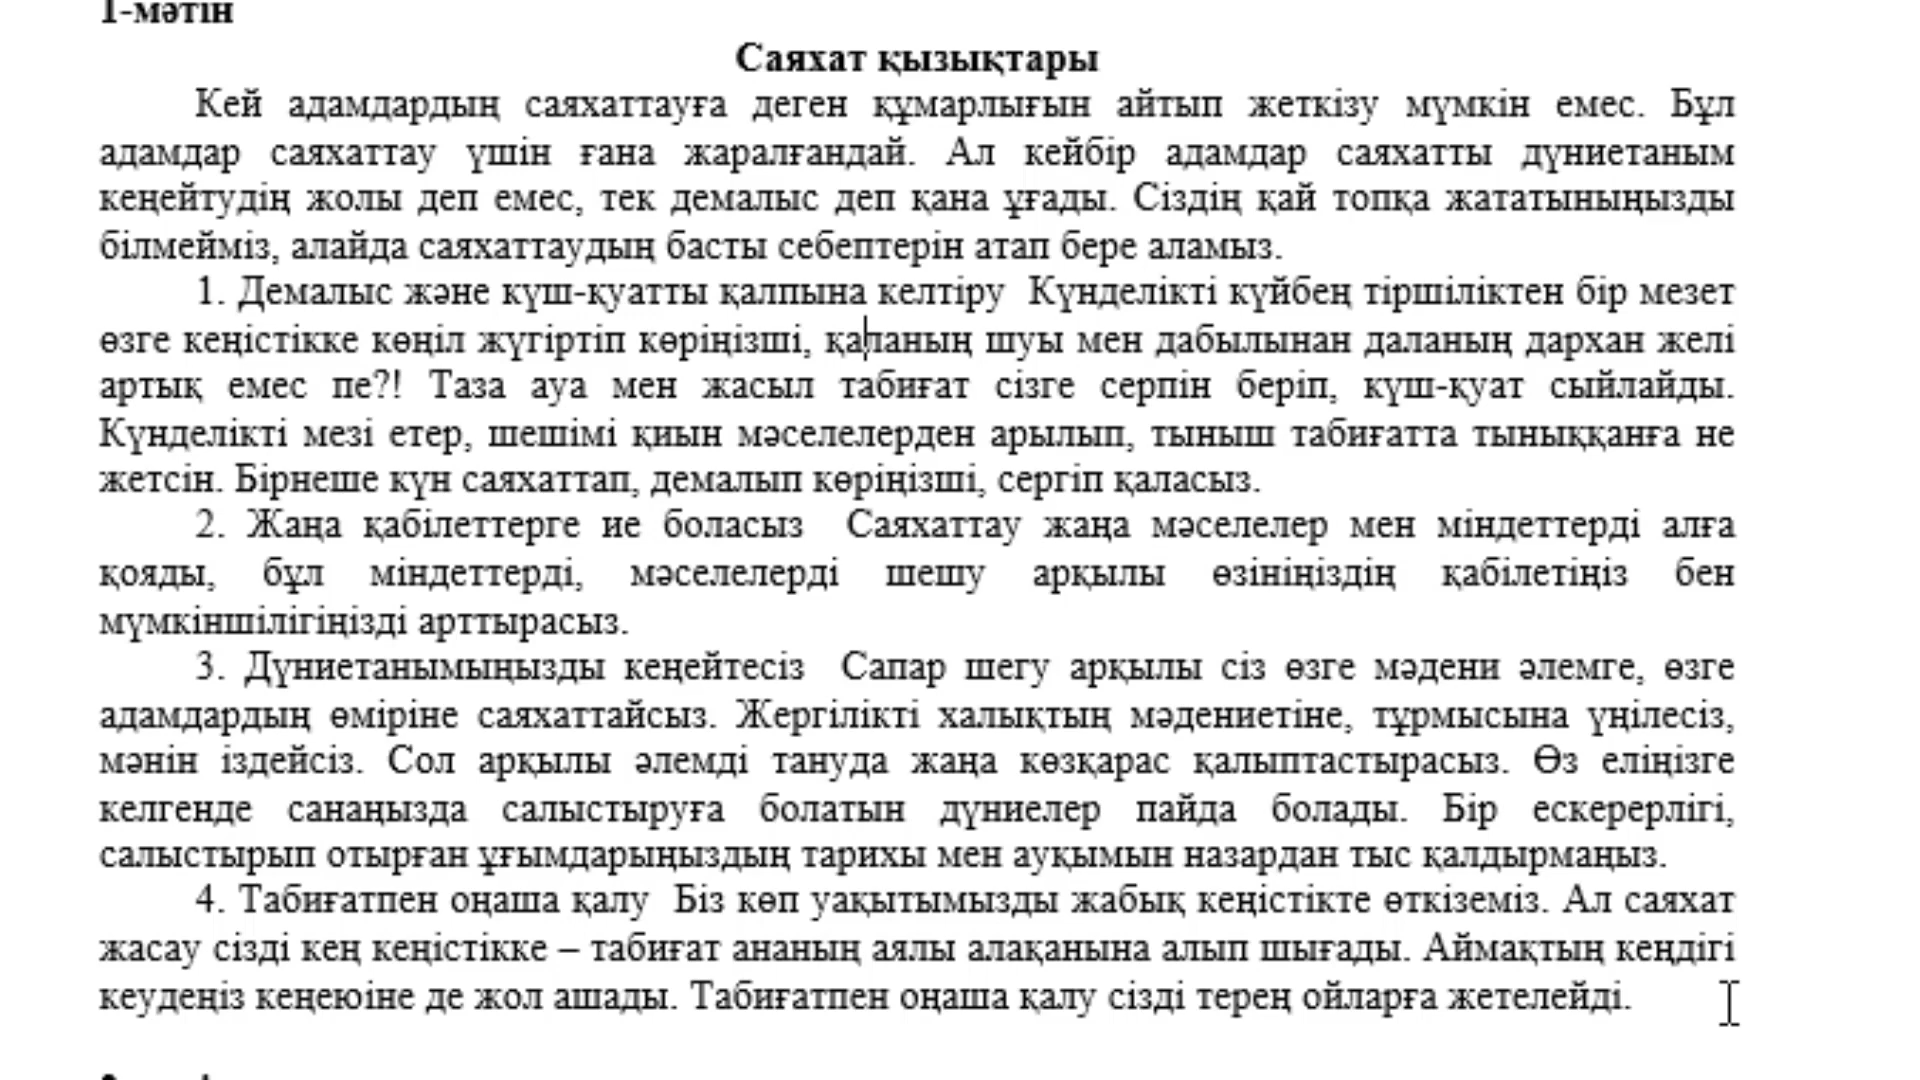 1-мәтін
Саяхат қызықтары
Кей адамдардың саяхаттауға деген құмарлығын айтып жеткізу мүмкін емес. Бұл
адамдар саяхаттау үшін ғана жаралғандай. Ал кейбір адамдар саяхатты дүниетаным
кеңейтудің жолы деп емес, тек демалыс деп қана ұғады. Сіздің қай топқа жататыныңызды
білмейміз, алайда саяхаттаудың басты себептерін атап бере аламыз.
1. Демалыс және күш-қуатты қалпына келтіру Күнделікті күйбең тіршіліктен бір мезет
өзге кеңістікке көңіл жүгіртіп көріңізші, қаланың шуы мен дабылынан даланың дархан желі
артық емес пе?! Таза ауа мен жасыл табиғат сізге серпін беріп, күш-қуат сыйлайды.
Күнделікті мезі етер, шешімі қиын мәселелерден арылып, тыныш табиғатта тыныққанға не
жетсін. Бірнеше күн саяхаттап, демалып көріңізші, сергіп қаласыз.
2. Жаңа қабілеттерге ие боласыз Саяхаттау жаңа мәселелер мен міндеттерді алға
қояды, бұл міндеттерді, мәселелерді шешу арқылы өзініңіздің қабілетіңіз бен
мүмкіншілігіңізді арттырасыз.
3. Дүниетанымыңызды кеңейтесіз Сапар шегу арқылы сіз өзге мәдени әлемге, өзге
адамдардың өміріне саяхаттайсыз. Жергілікті халықтың мәдениетіне, тұрмысына үңілесіз,
мәнін іздейсіз. Сол арқылы әлемді тануда жаңа көзқарас қалыптастырасыз. Өз еліңізге
келгенде санаңызда салыстыруға болатын дүниелер пайда болады. Бір ескерерлігі,
салыстырып отырған ұғымдарыңыздың тарихы мен ауқымын назардан тыс қалдырмаңыз.
4. Табиғатпен оңаша қалу Біз көп уақытымызды жабық кеңістікте өткіземіз. Ал саяхат
жасау сізді кең кеңістікке – табиғат ананың аялы алақанына алып шығады. Аймақтың кеңдігі
кеудеңіз кеңеюіне де жол ашады. Табиғатпен оңаша қалу сізді терең ойларға жетелейді.